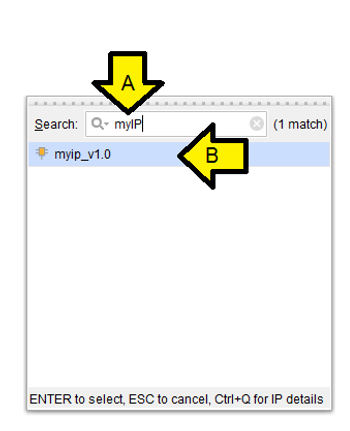 A
Search: myIP (1 match)
myip_v1.0 B
ENTER to select, ESC to cancel, Ctrl+Q for IP details